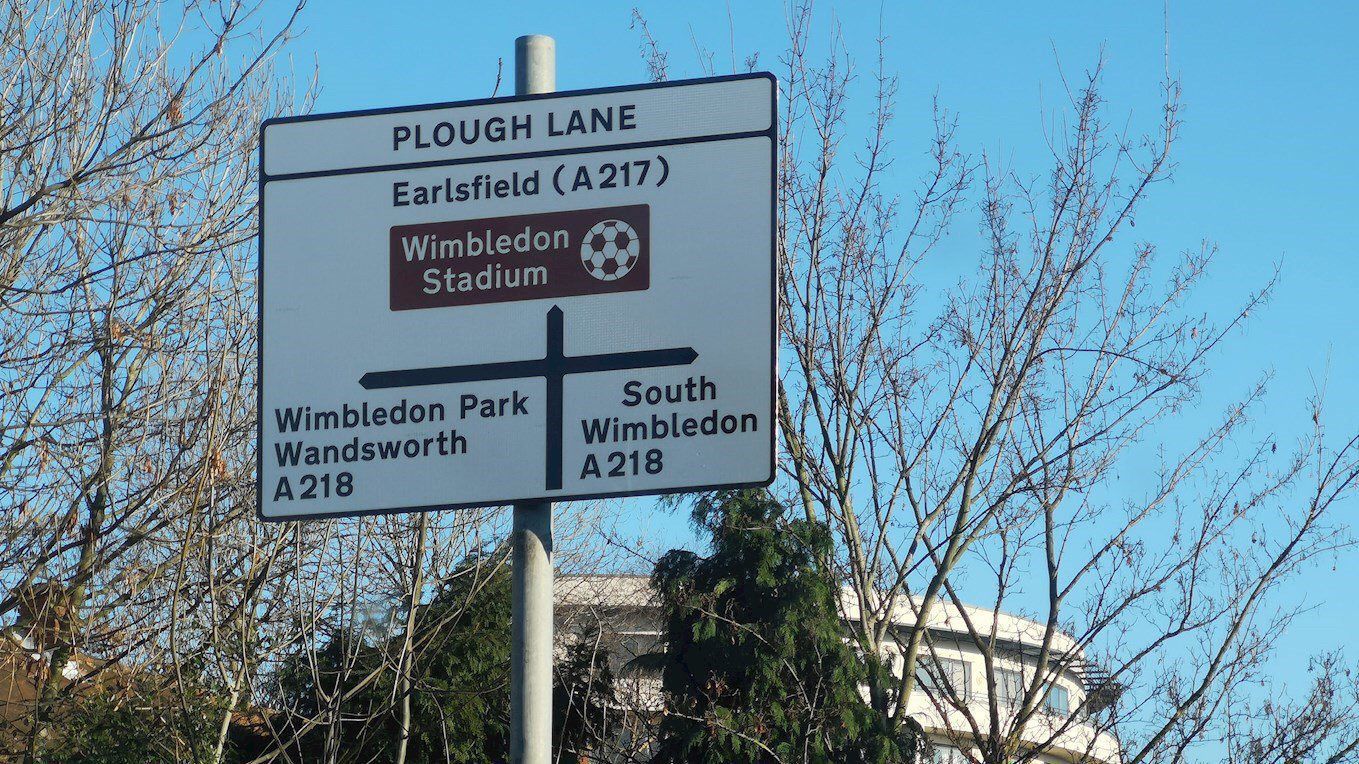 PLOUGH LANE
Earlsfield (A217)
Wimbledon
Stadium
Wimbledon Park
Wandsworth
A218
South
Wimbledon
A218